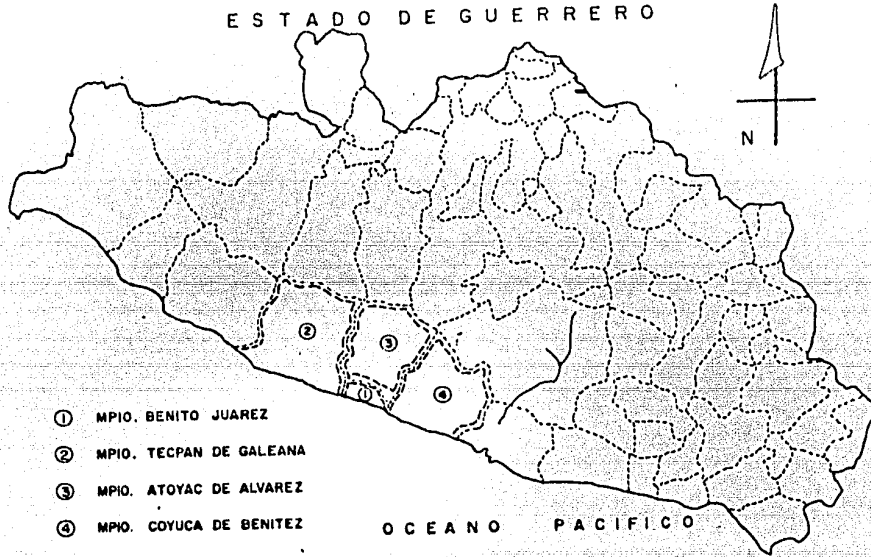 ESTADO DE GUERRERO
N
②
③
①
④
① MPIO. BENITO JUAREZ
② MPIO. TECPAN DE GALEANA
③ MPIO. ATOYAC DE ALVAREZ
④ MPIO. COYUCA DE BENITEZ
OCEANO PACIFICO